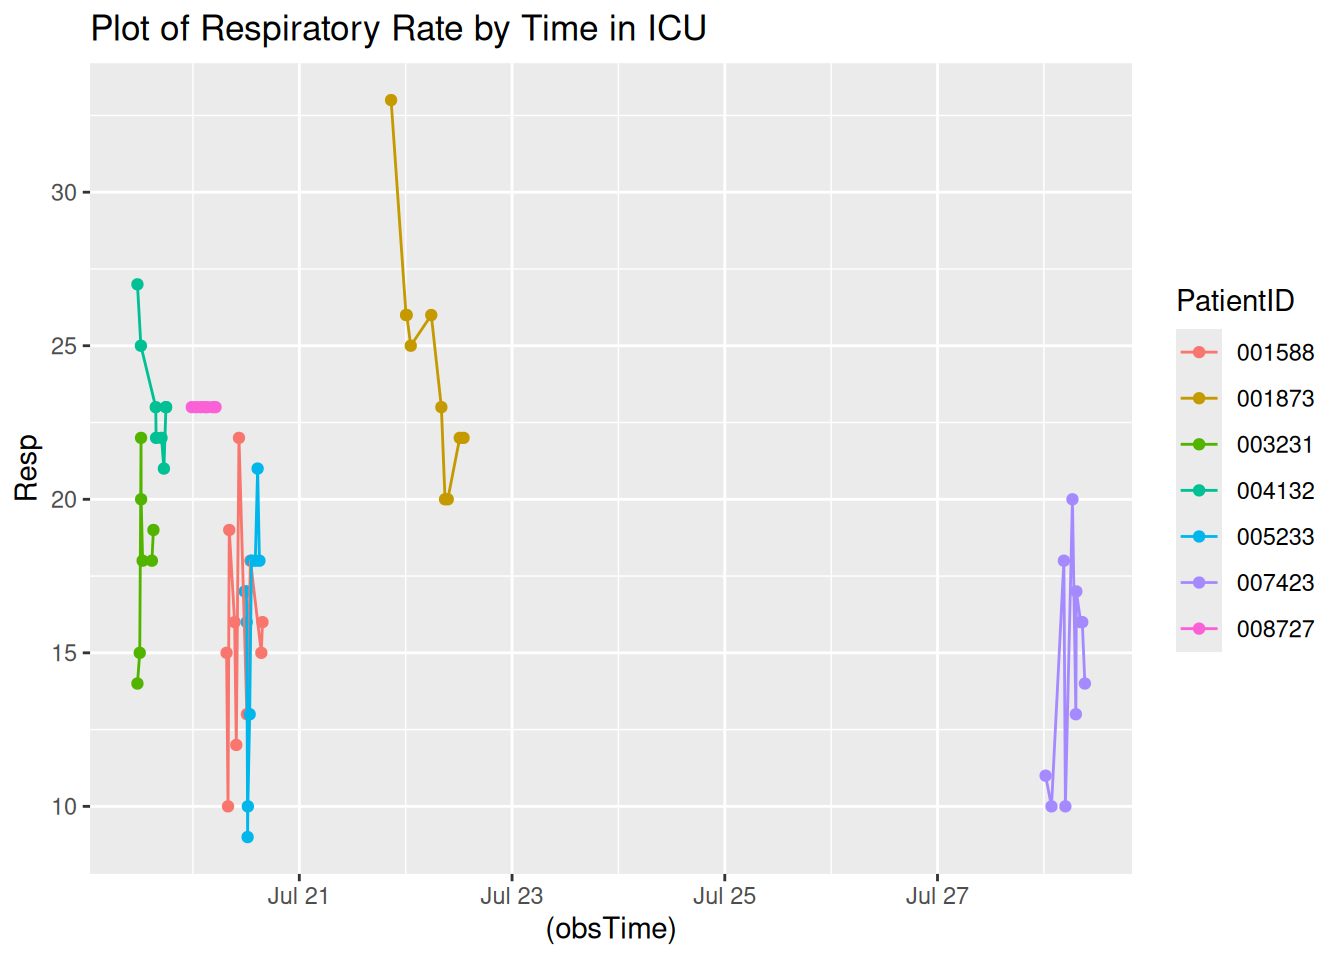 Plot of Respiratory Rate by Time in ICU
Resp
30
25
20
15
10
Jul 21 Jul 23 Jul 25 Jul 27
(obsTime)
PatientID
001588
001873
003231
004132
005233
007423
008727